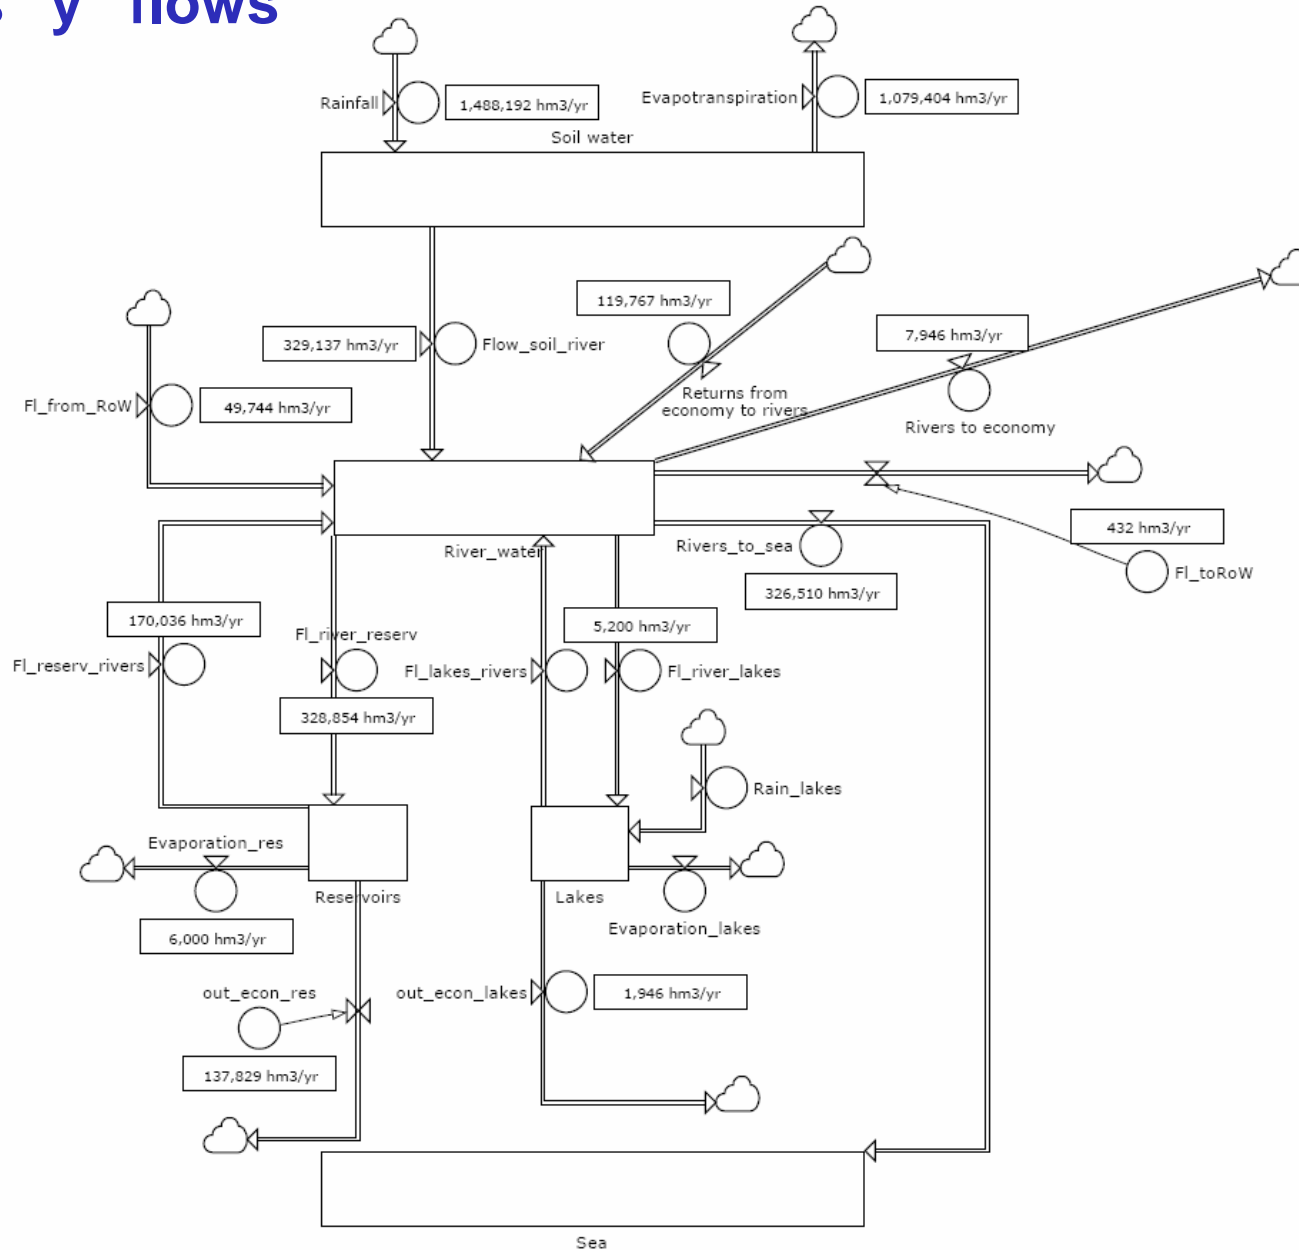 s y flows
Rainfall
1,488,192 hm3/yr
Evapotranspiration
1,079,404 hm3/yr
Soil water
119,767 hm3/yr
7,946 hm3/yr
329,137 hm3/yr
Flow_soil_river
Returns from
economy to rivers
Fl_from_RoW
49,744 hm3/yr
Rivers to economy
River_water
Rivers_to_sea
432 hm3/yr
Fl_toRoW
326,510 hm3/yr
170,036 hm3/yr
Fl_river_reserv
5,200 hm3/yr
Fl_reserv_rivers
Fl_lakes_rivers
Fl_river_lakes
328,854 hm3/yr
Rain_lakes
Evaporation_res
Reservoirs
Lakes
6,000 hm3/yr
Evaporation_lakes
out_econ_res
out_econ_lakes
1,946 hm3/yr
137,829 hm3/yr
Sea